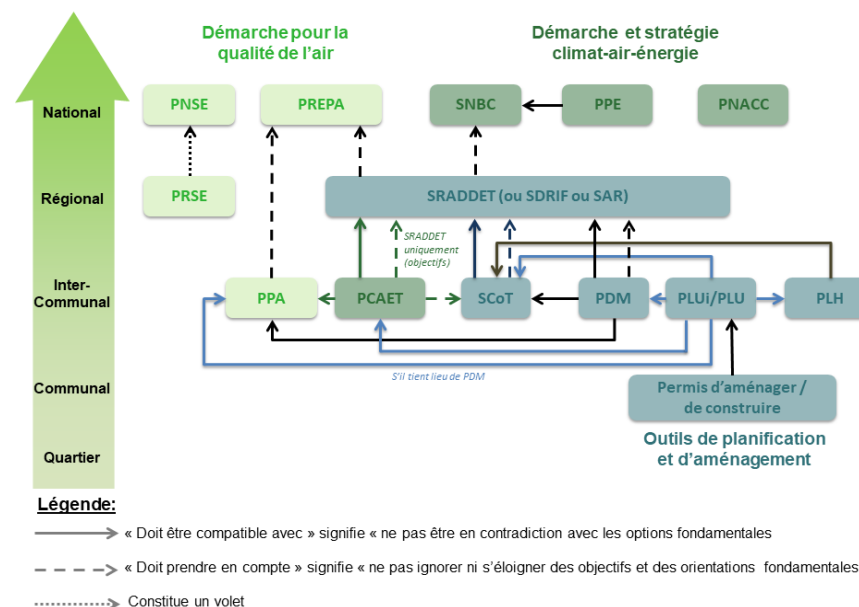 Démarche pour la
qualité de l'air
Démarche et stratégie
climat-air-énergie
National
PNSE
PREPA
SNBC
PPE
PNACC
Régional
PRSE
SRADDET (ou SDRIF ou SAR)
SRADDET
uniquement
(objectifs)
Inter-
Communal
PPA
PCAET
SCoT
PDM
PLUi/PLU
PLH
S'il tient lieu de PDM
Communal
Permis d'aménager /
de construire
Quartier
Outils de planification
et d'aménagement
Légende:
« Doit être compatible avec » signifie « ne pas être en contradiction avec les options fondamentales
« Doit prendre en compte » signifie « ne pas ignorer ni s'éloigner des objectifs et des orientations fondamentales
Constitue un volet